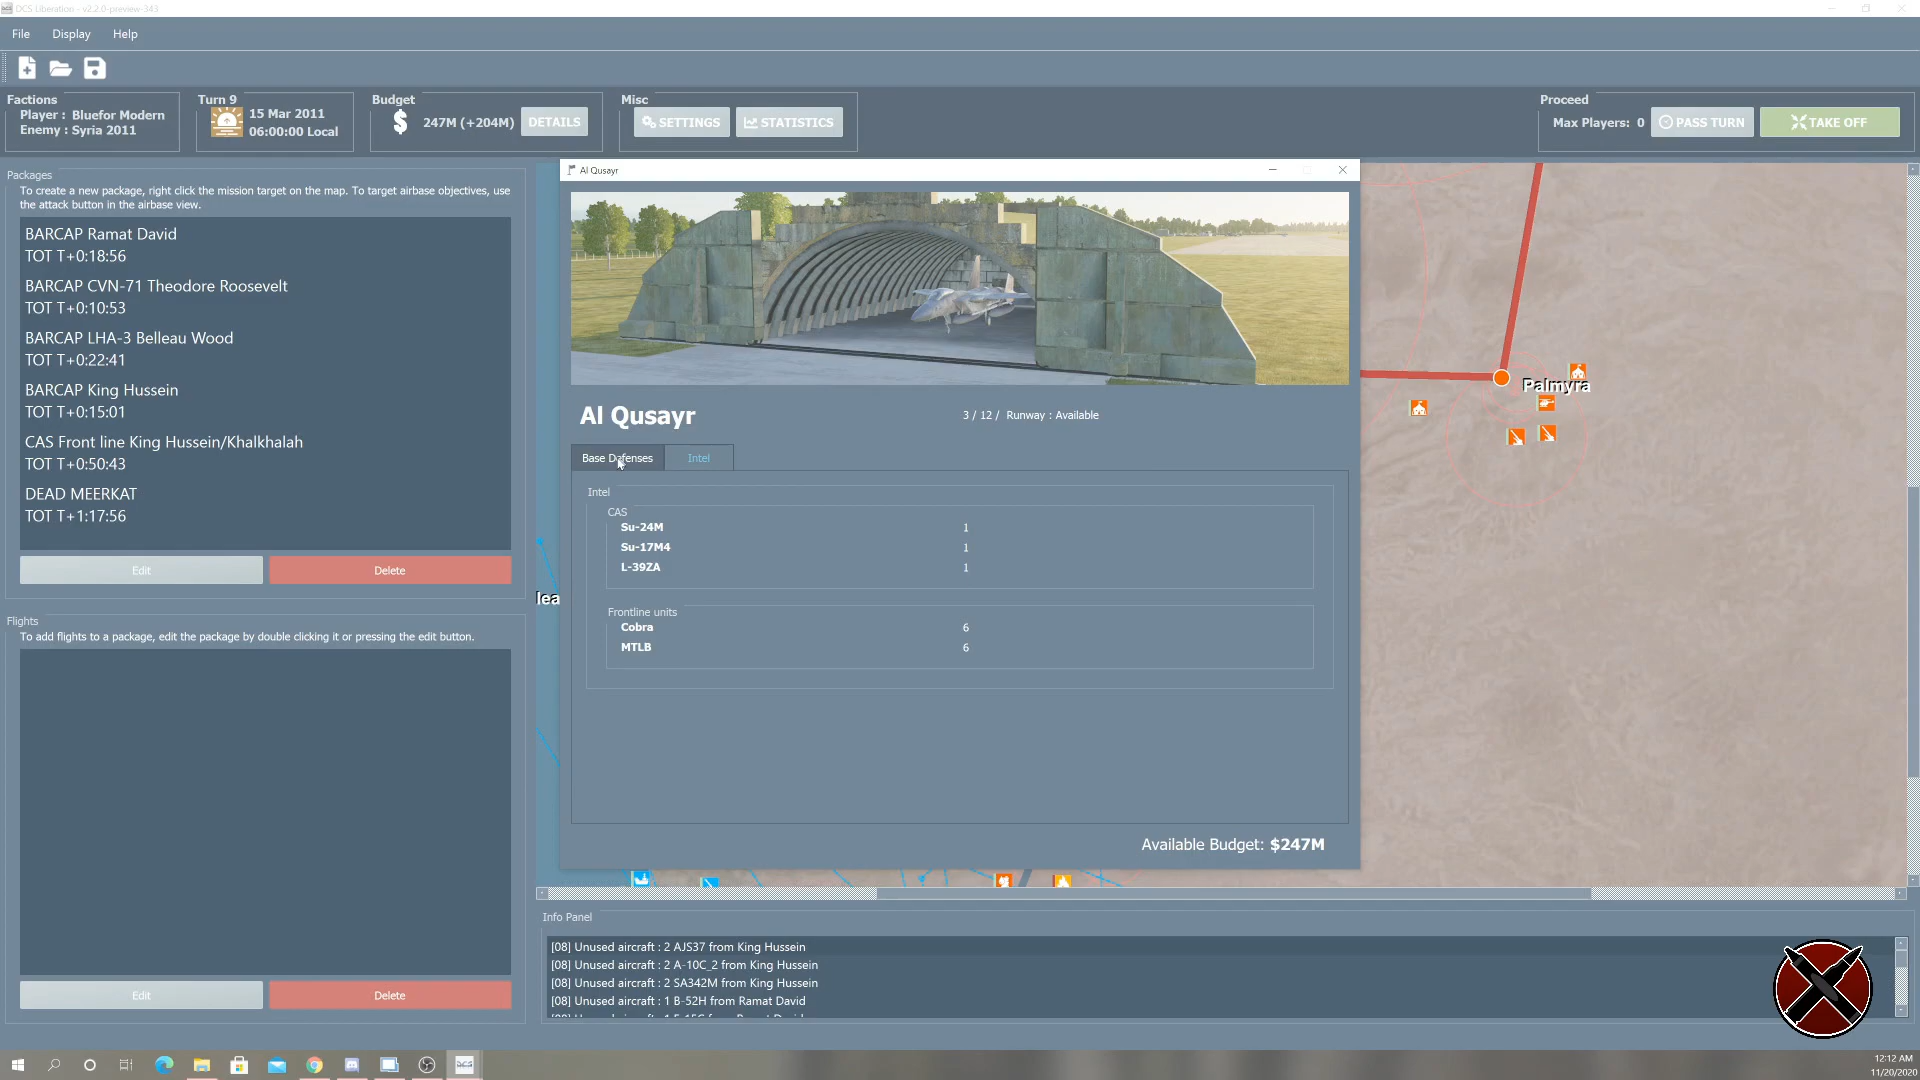 DCS Liberation - v2.2.0-preview-343
File
Display
Help
Factions
Player : Bluefor Modern
Enemy : Syria 2011
Turn 9
15 Mar 2011
06:00:00 Local
Budget
247M (+204M)
DETAILS
Misc
SETTINGS
STATISTICS
Proceed
Max Players: 0
PASS TURN
TAKE OFF
Packages
To create a new package, right click the mission target on the map. To target airbase objectives, use
the attack button in the airbase view.
BARCAP Ramat David
TOT T+0:18:56
BARCAP CVN-71 Theodore Roosevelt
TOT T+0:10:53
BARCAP LHA-3 Belleau Wood
TOT T+0:22:41
BARCAP King Hussein
TOT T+0:15:01
CAS Front line King Hussein/Khalkhalah
TOT T+0:50:43
DEAD MEERKAT
TOT T+1:17:56
Edit
Delete
Flights
To add flights to a package, edit the package by double clicking it or pressing the edit button.
Edit
Delete
Al Qusayr
Al Qusayr
3 / 12 / Runway : Available
Base Defenses
Intel
Intel
CAS
Su-24M 1
Su-17M4 1
L-39ZA 1
Frontline units
Cobra 6
MTLB 6
Available Budget: $247M
lea
Palmyra
Info Panel
[08] Unused aircraft : 2 AJS37 from King Hussein
[08] Unused aircraft : 2 A-10C_2 from King Hussein
[08] Unused aircraft : 2 SA342M from King Hussein
[08] Unused aircraft : 1 B-52H from Ramat David
12:12 AM
11/20/2020